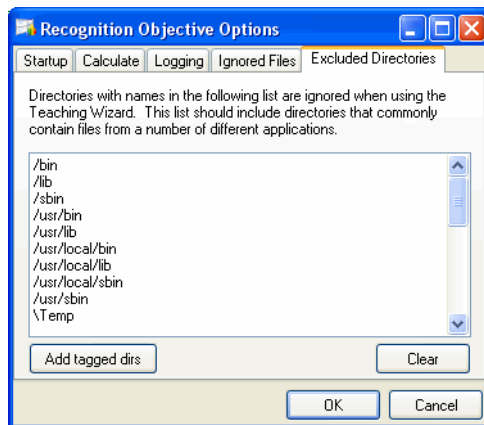 Recognition Objective Options
Startup Calculate Logging Ignored Files Excluded Directories
Directories with names in the following list are ignored when using the
Teaching Wizard. This list should include directories that commonly
contain files from a number of different applications.
/bin
/lib
/sbin
/usr/bin
/usr/lib
/usr/local/bin
/usr/local/lib
/usr/local/sbin
/usr/sbin
\Temp
Add tagged dirs Clear
OK Cancel